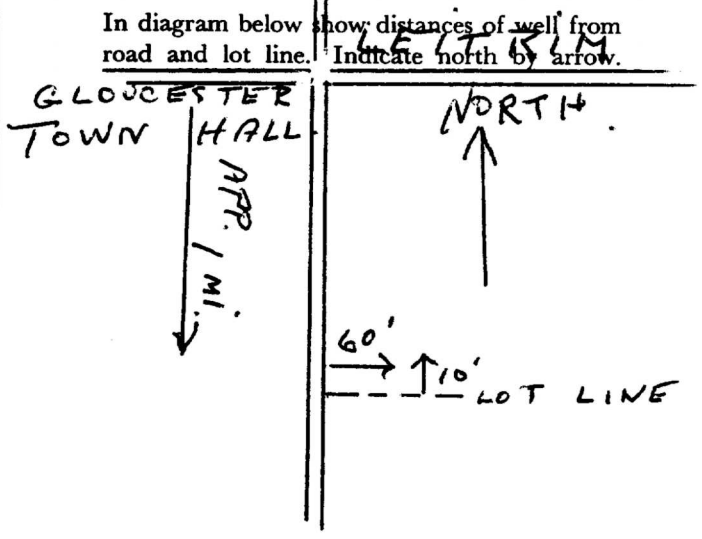 In diagram below show distances of well from
road and lot line. Indicate north by arrow.
GLOUCESTER
TOWN HALL
NORTH
APP. 1 MI.
60'
10'
LOT LINE